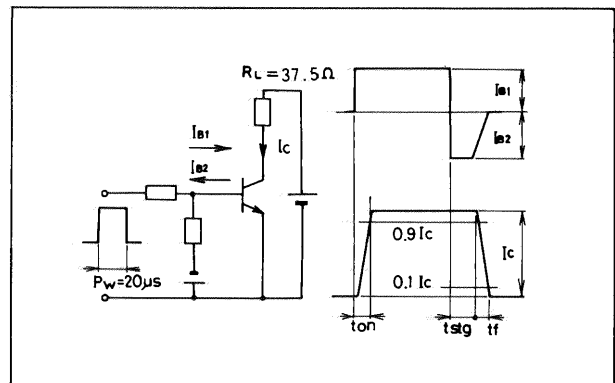 RL=37.5Ω
IB1
IB2
Ic
Pw=20μs
IB1
IB2
0.9 Ic
0.1 Ic
Ic
ton
tstg
tf